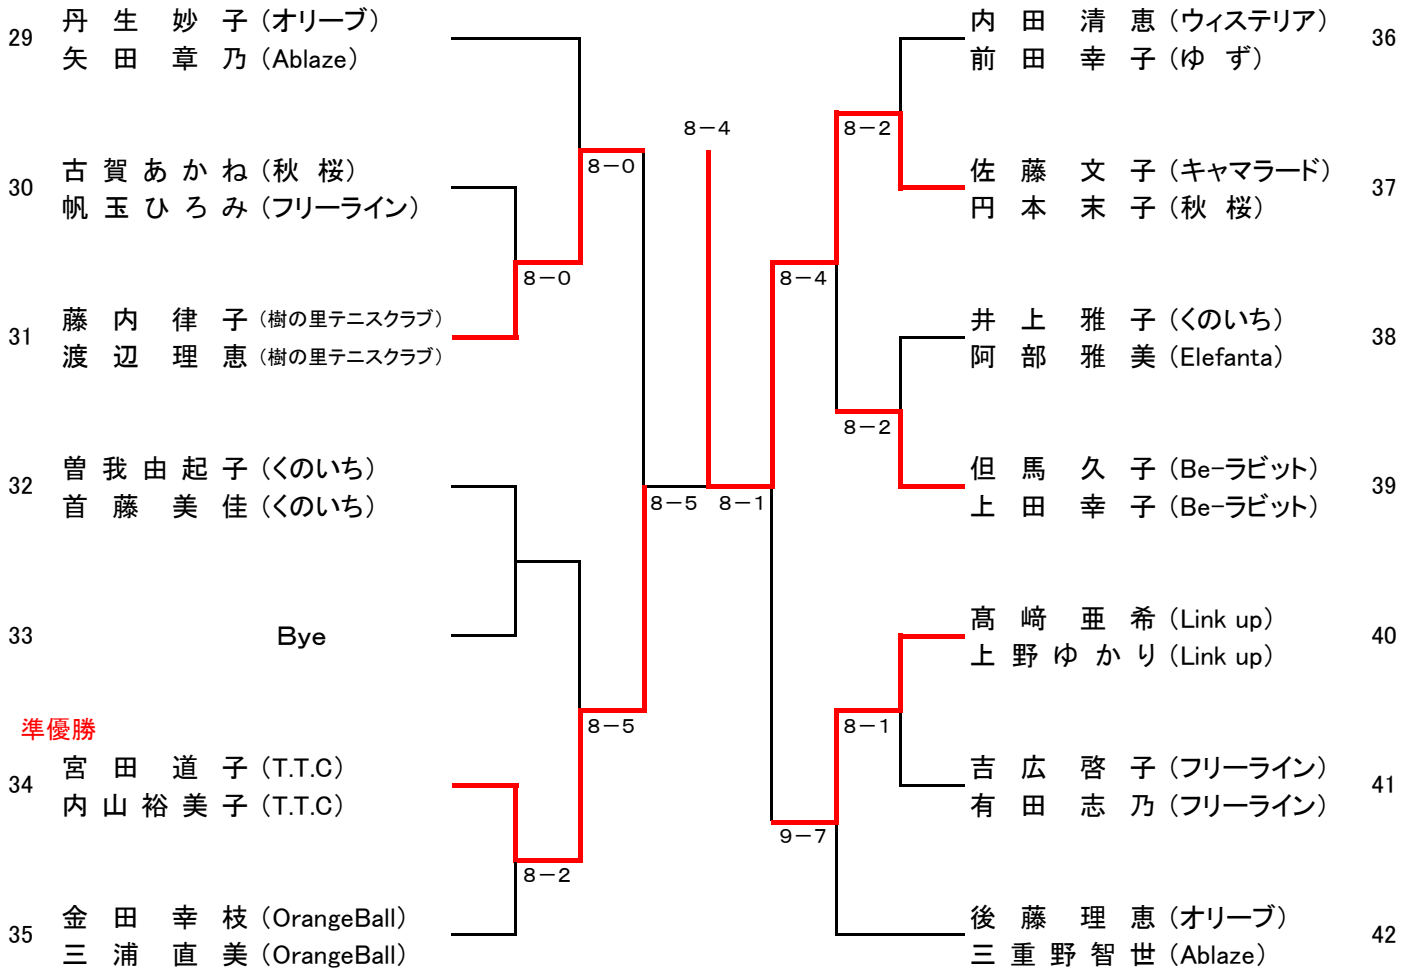 29 丹生妙子（オリーブ）
矢田章乃（Ablaze）
30 古賀あかね（秋桜）
帆玉ひろみ（フリーライン）
31 藤内律子（樹の里テニスクラブ）
渡辺理恵（樹の里テニスクラブ）
32 曽我由起子（くのいち）
首藤美佳（くのいち）
33 Bye
準優勝
34 宮田道子（T.T.C）
内山裕美子（T.T.C）
35 金田幸枝（OrangeBall）
三浦直美（OrangeBall）
8－0
8－0
8－2
8－5
8－5
8－4
8－1
8－4
9－7
8－2
8－2
8－1
内田清恵（ウィステリア） 36
前田幸子（ゆず）
佐藤文子（キャマラード） 37
円本末子（秋桜）
井上雅子（くのいち） 38
阿部雅美（Elefanta）
但馬久子（Be-ラビット） 39
上田幸子（Be-ラビット）
髙﨑亜希（Link up） 40
上野ゆかり（Link up）
吉広啓子（フリーライン） 41
有田志乃（フリーライン）
後藤理恵（オリーブ） 42
三重野智世（Ablaze）